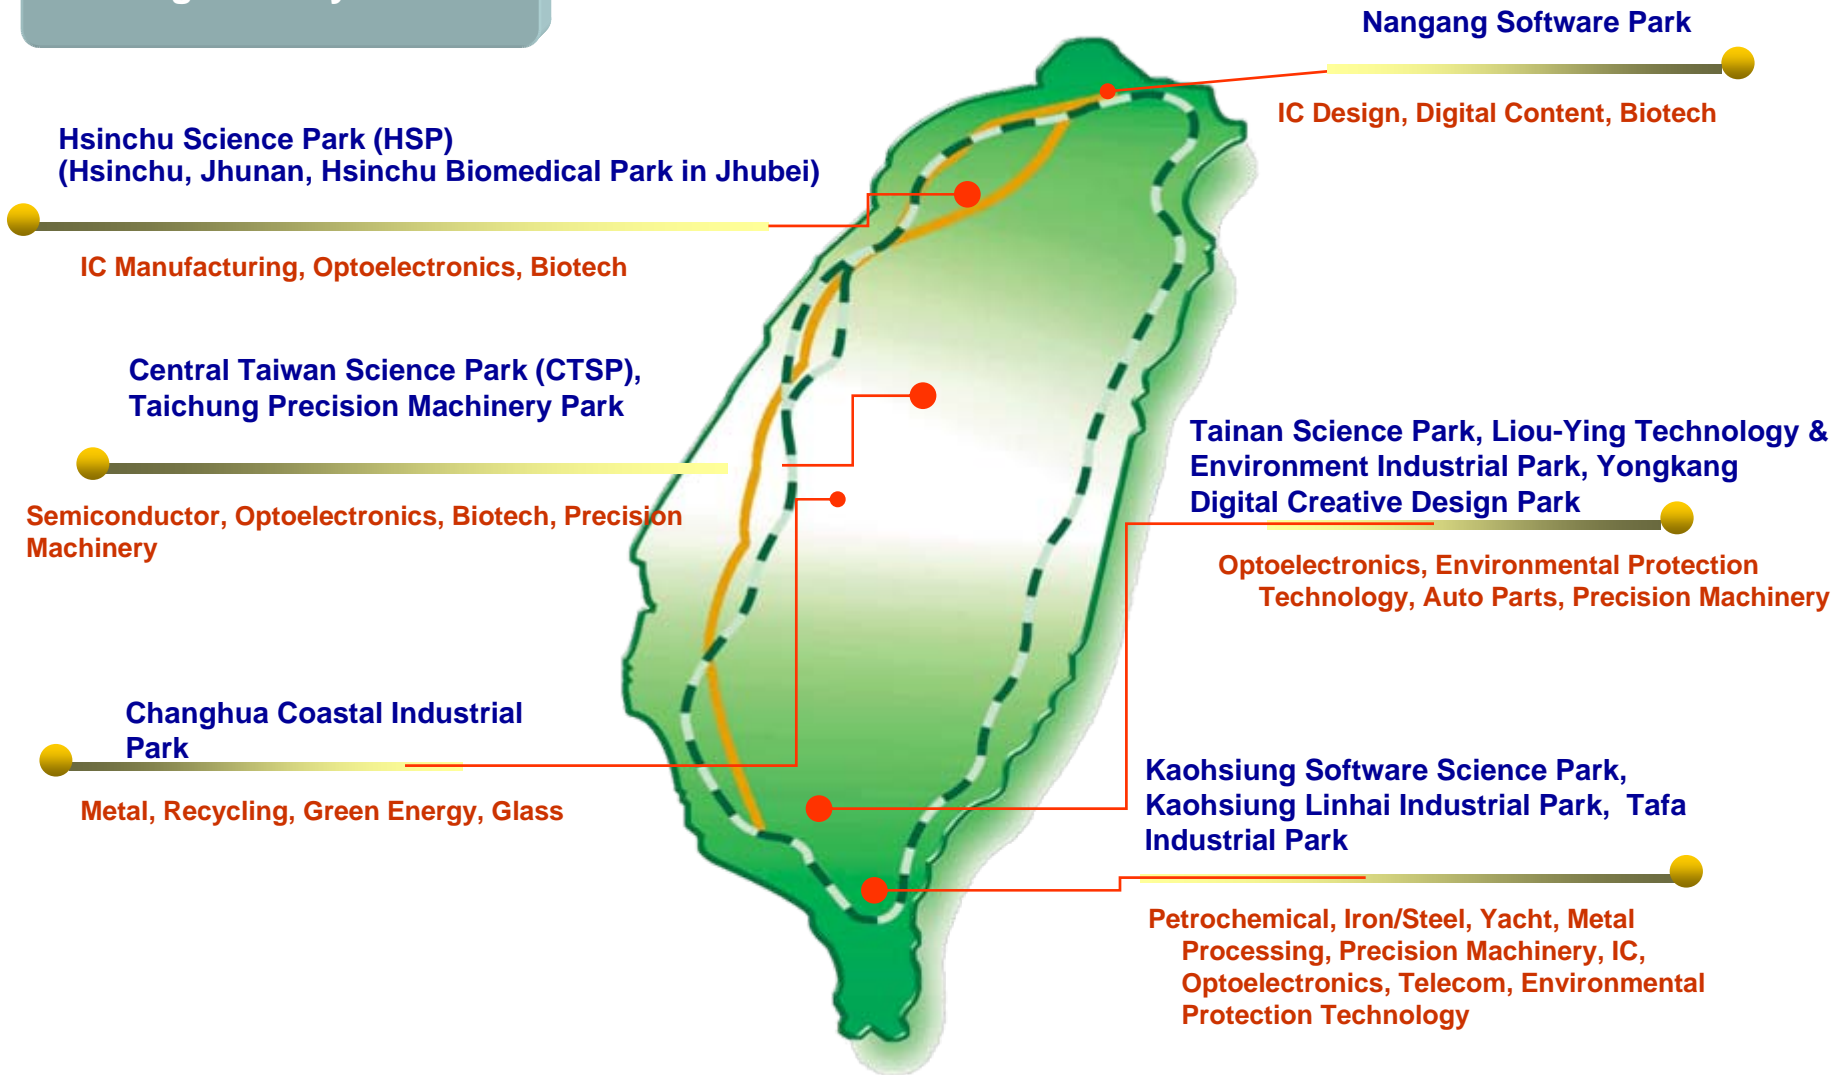 Nangang Software Park
IC Design, Digital Content, Biotech
Hsinchu Science Park (HSP)
(Hsinchu, Jhunan, Hsinchu Biomedical Park in Jhubei)
IC Manufacturing, Optoelectronics, Biotech
Central Taiwan Science Park (CTSP),
Taichung Precision Machinery Park
Semiconductor, Optoelectronics, Biotech, Precision
Machinery
Tainan Science Park, Liou-Ying Technology &
Environment Industrial Park, Yongkang
Digital Creative Design Park
Optoelectronics, Environmental Protection
Technology, Auto Parts, Precision Machinery
Changhua Coastal Industrial
Park
Metal, Recycling, Green Energy, Glass
Kaohsiung Software Science Park,
Kaohsiung Linhai Industrial Park, Tafa
Industrial Park
Petrochemical, Iron/Steel, Yacht, Metal
Processing, Precision Machinery, IC,
Optoelectronics, Telecom, Environmental
Protection Technology